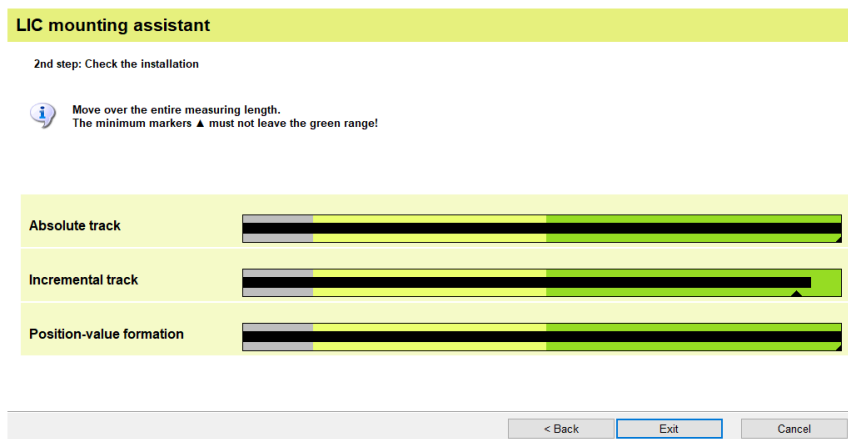 LIC mounting assistant
2nd step: Check the installation
Move over the entire measuring length.
The minimum markers ▲ must not leave the green range!
Absolute track
Incremental track
Position-value formation
< Back
Exit
Cancel